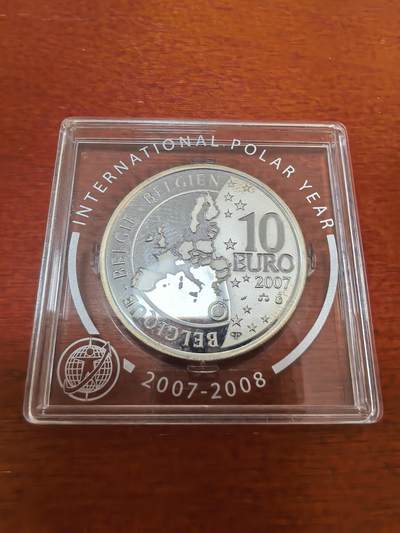 INTERNATIONAL POLAR YEAR
BELGIQUE · BELGIË · BELGIEN
10
EURO
2007
2007-2008